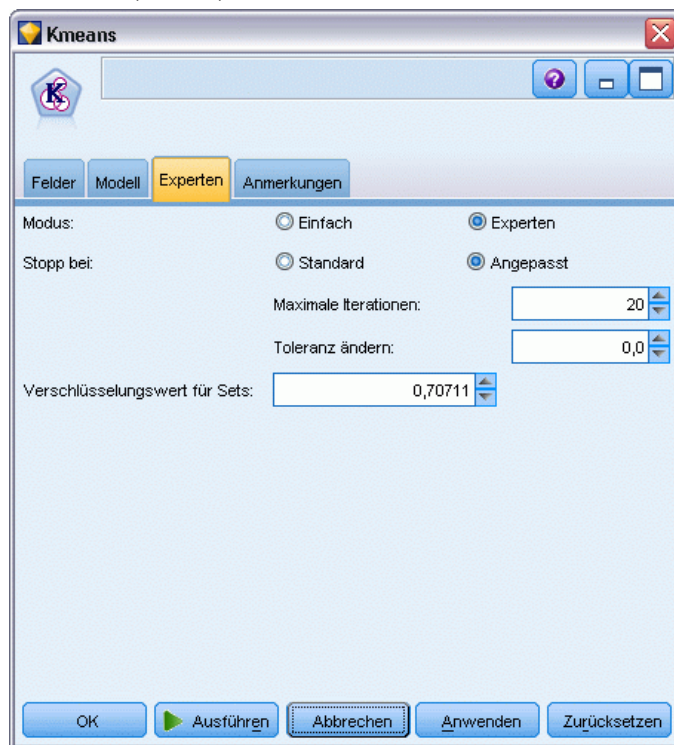 Kmeans
K
Felder Modell Experten Anmerkungen
Modus: Einfach Experten
Stopp bei: Standard Angepasst
Maximale Iterationen: 20
Toleranz ändern: 0,0
Verschlüsselungswert für Sets: 0,70711
OK Ausführen Abbrechen Anwenden Zurücksetzen